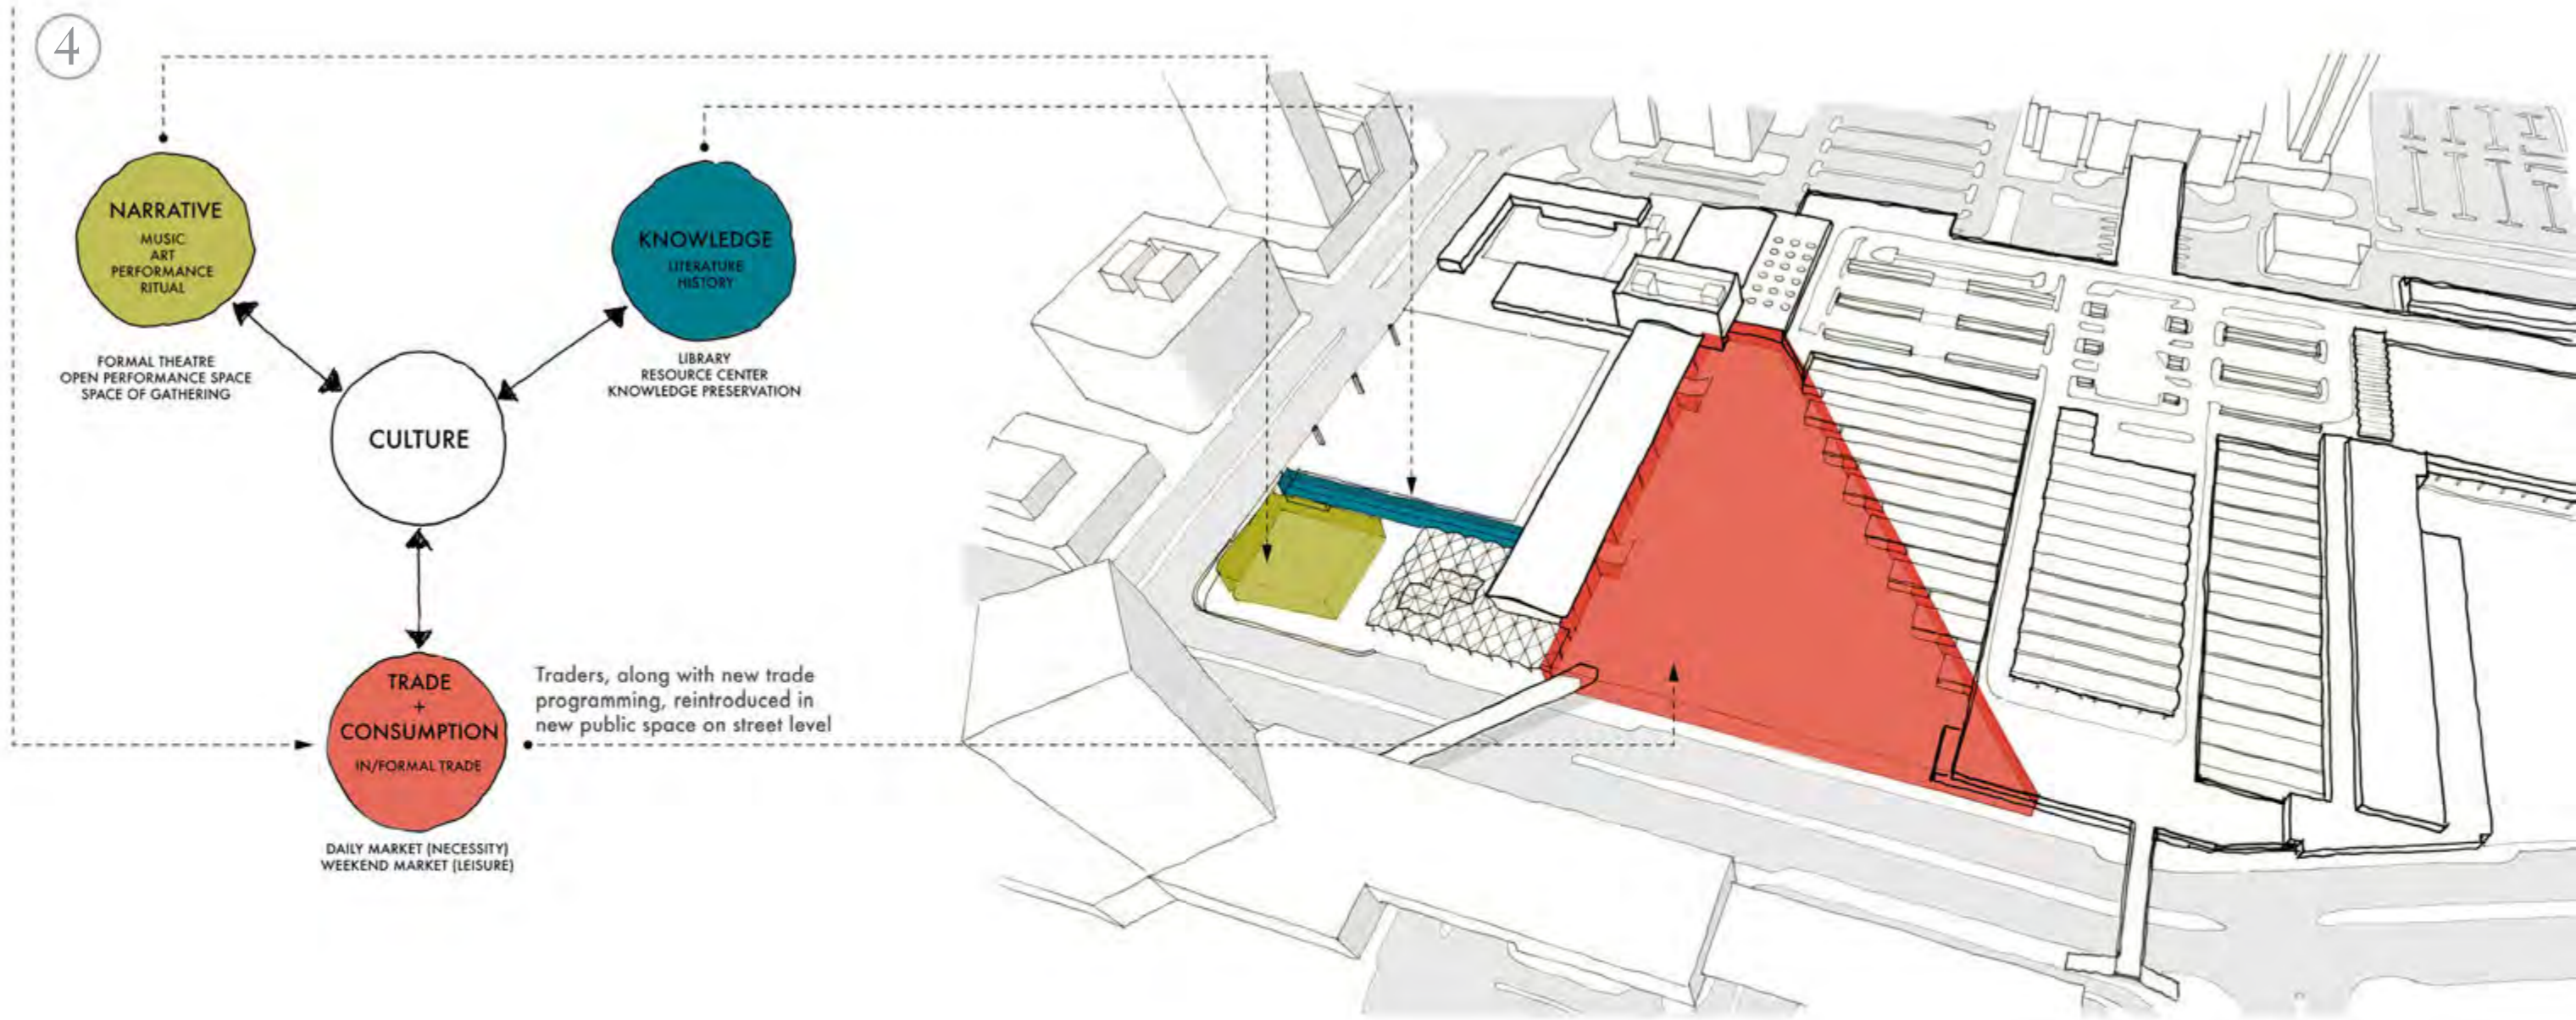 4
NARRATIVE
MUSIC
ART
PERFORMANCE
RITUAL
FORMAL THEATRE
OPEN PERFORMANCE SPACE
SPACE OF GATHERING
KNOWLEDGE
LITERATURE
HISTORY
LIBRARY
RESOURCE CENTER
KNOWLEDGE PRESERVATION
CULTURE
TRADE
+
CONSUMPTION
IN/FORMAL TRADE
DAILY MARKET (NECESSITY)
WEEKEND MARKET (LEISURE)
Traders, along with new trade
programming, reintroduced in
new public space on street level